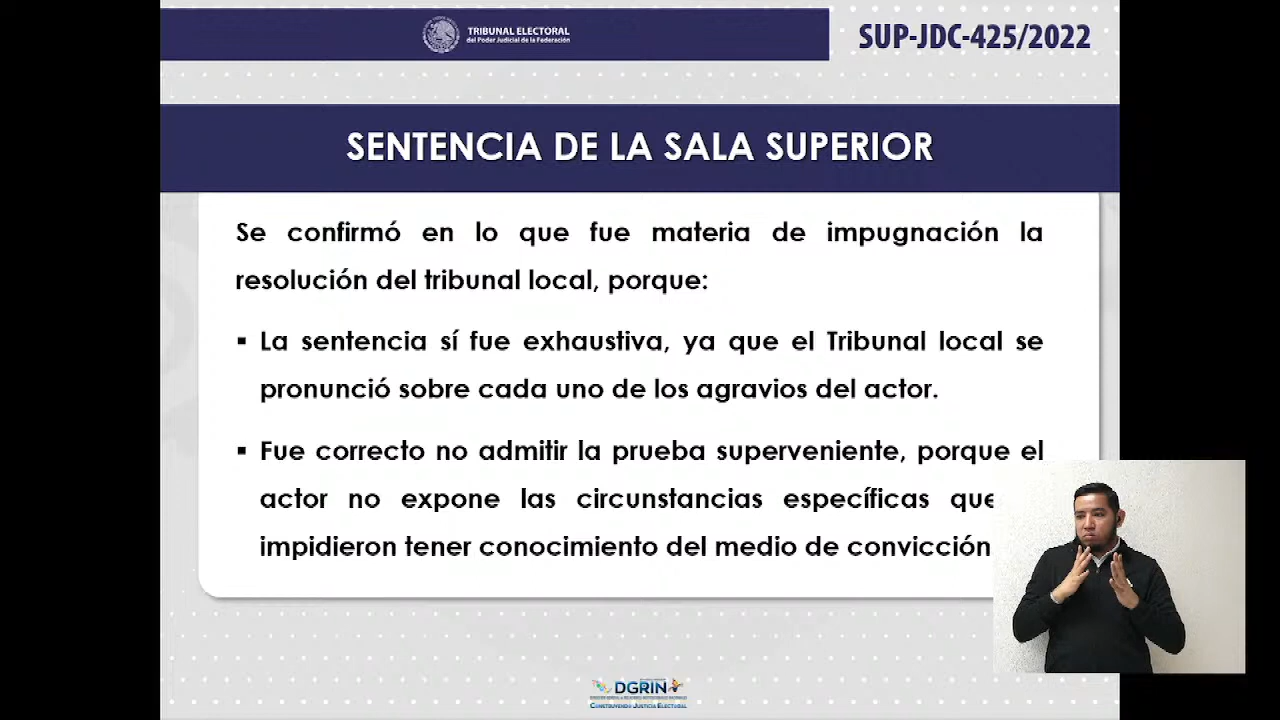 TRIBUNAL ELECTORAL
del Poder Judicial de la Federación
SUP-JDC-425/2022
SENTENCIA DE LA SALA SUPERIOR
Se confirmó en lo que fue materia de impugnación la
resolución del tribunal local, porque:
▪ La sentencia sí fue exhaustiva, ya que el Tribunal local se
pronunció sobre cada uno de los agravios del actor.
▪ Fue correcto no admitir la prueba superveniente, porque el
actor no expone las circunstancias específicas que
impidieron tener conocimiento del medio de convicción
DGRIN
CONSTRUYENDO JUSTICIA ELECTORAL